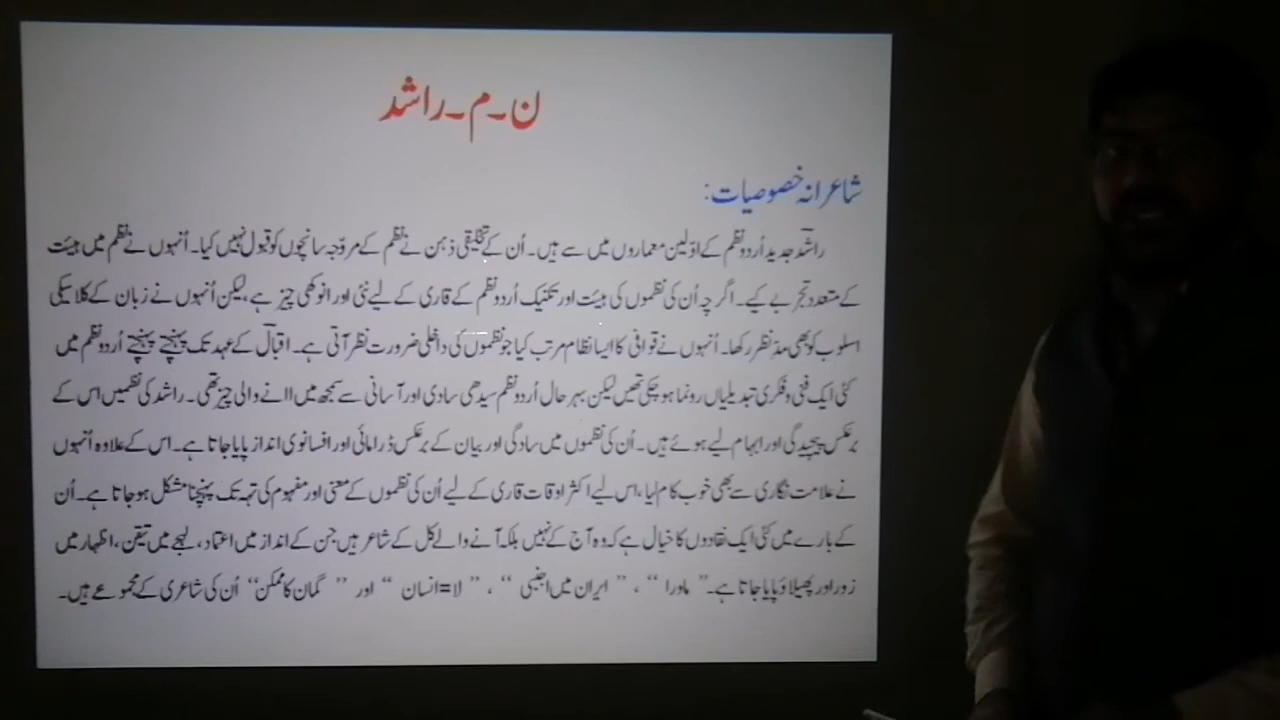 ن۔م۔راشد
شاعرانہ خصوصیات:
راشدؔ جدید اُردو نظم کے اوّلین معماروں میں سے ہیں۔ اُن کے تخلیقی ذہن نے نظم کے مروّجہ سانچوں کو قبول نہیں کیا۔ اُنہوں نے نظم میں ہیئت
کے متعدد تجربے کیے۔ اگرچہ اُن کی نظموں کی ہیئت اور تکنیک اُردو نظم کے قاری کے لیے نئی اور انوکھی چیز ہے، لیکن اُنہوں نے زبان کے کلاسیکی
اسلوب کو بھی مدِنظر رکھا۔ اُنہوں نے قوافی کا ایسا نظام مرتب کیا جو نظموں کی داخلی ضرورت نظر آتی ہے۔ اقبالؔ کے عہد تک پہنچتے پہنچتے اُردو نظم میں
کئی ایک فنی و فکری تبدیلیاں رونما ہو چکی تھیں لیکن بہر حال اُردو نظم سیدھی سادی اور آسانی سے سمجھ میں اانے والی چیز تھی۔ راشد کی نظمیں اس کے
برعکس پیچیدگی اور ابہام لیے ہوئے ہیں۔ اُن کی نظموں میں سادگی اور بیان کے برعکس ڈرامائی اور افسانوی انداز پایا جاتا ہے۔ اس کے علاوہ اُنہوں
نے علامت نگاری سے بھی خوب کام لیا، اس لیے اکثر اوقات قاری کے لیے اُن کی نظموں کے معنی اور مفہوم کی تہہ تک پہنچنا مشکل ہو جاتا ہے۔ اُن
کے بارے میں کئی ایک نقادوں کا خیال ہے کہ وہ آج کے نہیں بلکہ آنے والے کل کے شاعر ہیں جن کے انداز میں اعتماد، لہجے میں تیقن، اظہار میں
زور اور پھیلاؤ پایا جاتا ہے۔ ” ماورا “ ، ” ایران میں اجنبی “ ، ” لا=انسان “ اور ” گمان کا ممکن“ اُن کی شاعری کے مجموعے ہیں۔